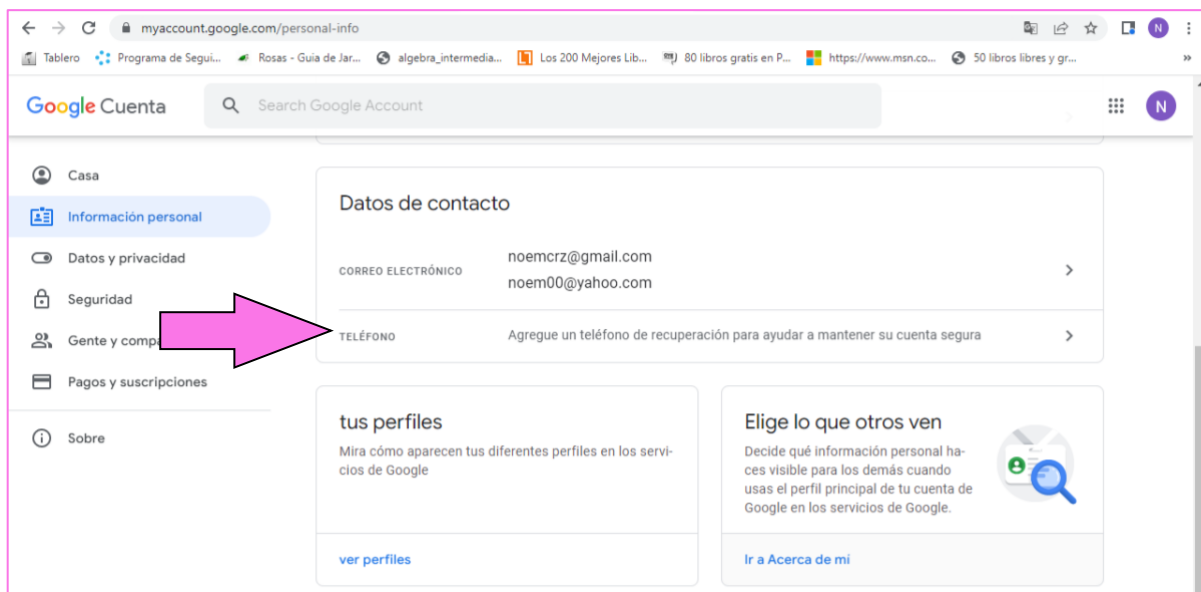 myaccount.google.com/personal-info
N
Tablero
Programa de Segui...
Rosas - Guia de Jar...
algebra_intermedia...
Los 200 Mejores Lib...
80 libros gratis en P...
https://www.msn.co...
50 libros libres y gr...
»
Google Cuenta
Search Google Account
N
Casa
Información personal
Datos y privacidad
Seguridad
Gente y compa
Pagos y suscripciones
Sobre
Datos de contacto
CORREO ELECTRÓNICO
noemcrz@gmail.com
noem00@yahoo.com
TELÉFONO
Agregue un teléfono de recuperación para ayudar a mantener su cuenta segura
tus perfiles
Mira cómo aparecen tus diferentes perfiles en los servi-
cios de Google
ver perfiles
Elige lo que otros ven
Decide qué información personal ha-
ces visible para los demás cuando
usas el perfil principal de tu cuenta de
Google en los servicios de Google.
Ir a Acerca de mí